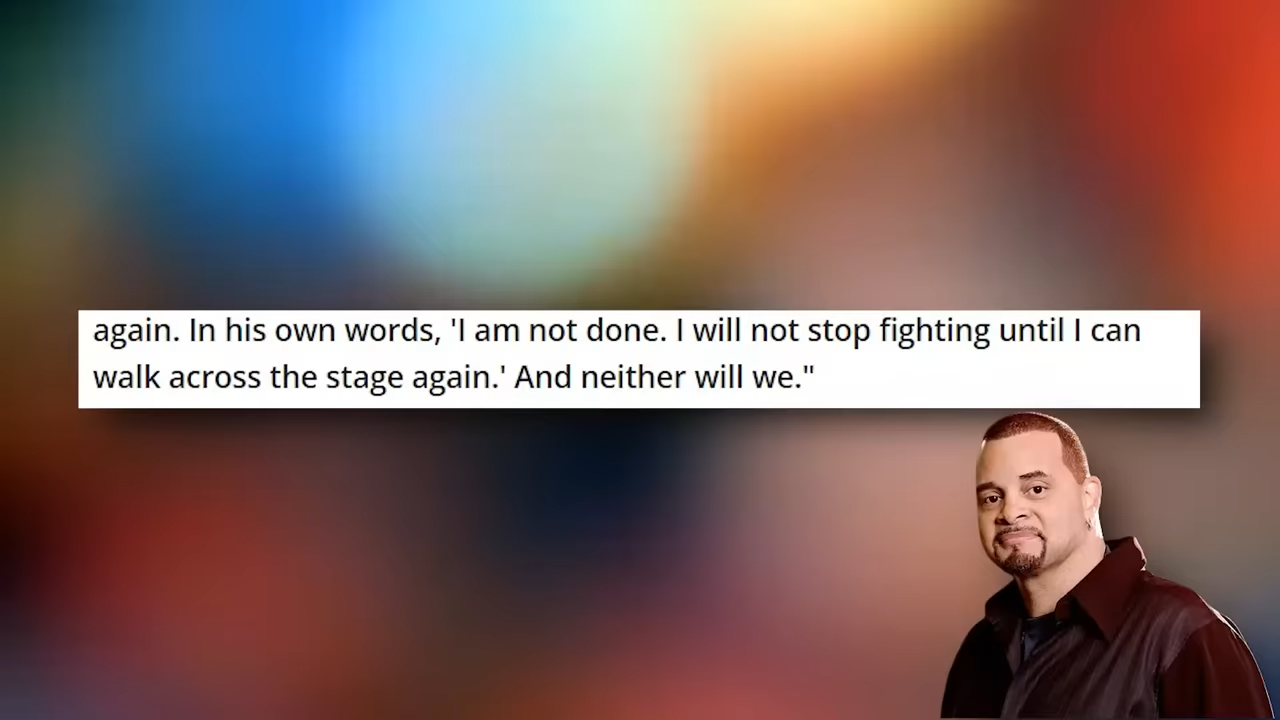 again. In his own words, 'I am not done. I will not stop fighting until I can
walk across the stage again.' And neither will we."